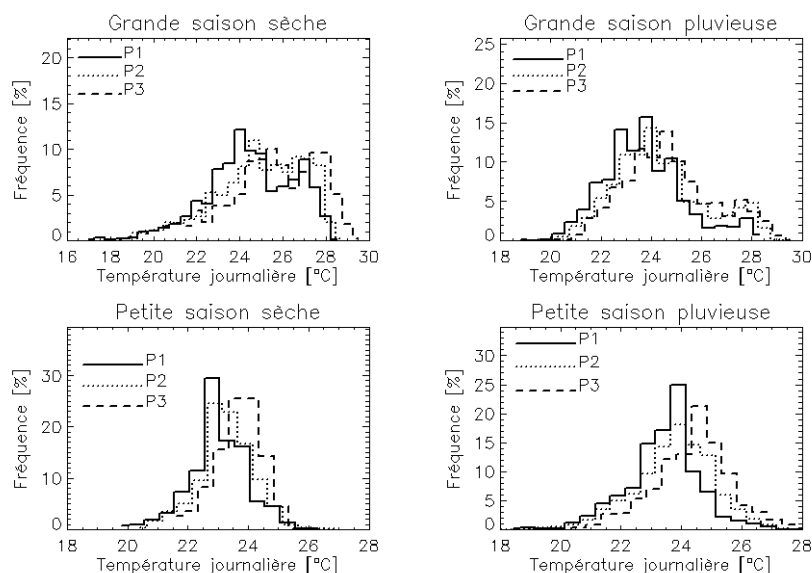 Grande saison sèche
Fréquence [%]
20
15
10
5
0
P1
P2
P3
16 18 20 22 24 26 28 30
Température journalière [°C]
Grande saison pluvieuse
Fréquence [%]
25
20
15
10
5
0
P1
P2
P3
18 20 22 24 26 28 30
Température journalière [°C]
Petite saison sèche
Fréquence [%]
30
20
10
0
P1
P2
P3
18 20 22 24 26 28
Température journalière [°C]
Petite saison pluvieuse
Fréquence [%]
30
25
20
15
10
5
0
P1
P2
P3
18 20 22 24 26 28
Température journalière [°C]